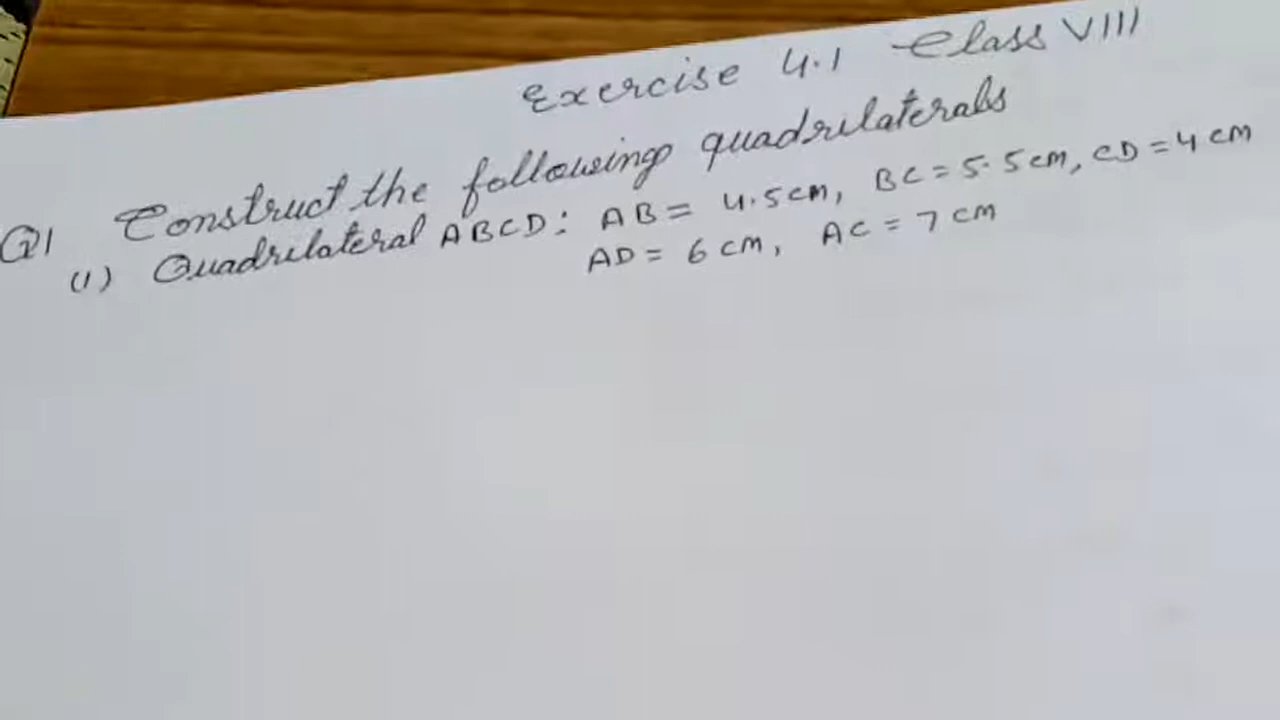 Exercise 4.1 Class VIII
Q1 Construct the following quadrilaterals
(1) Quadrilateral ABCD: AB = 4.5cm, BC = 5.5cm, CD = 4 cm
AD = 6 cm, AC = 7 cm